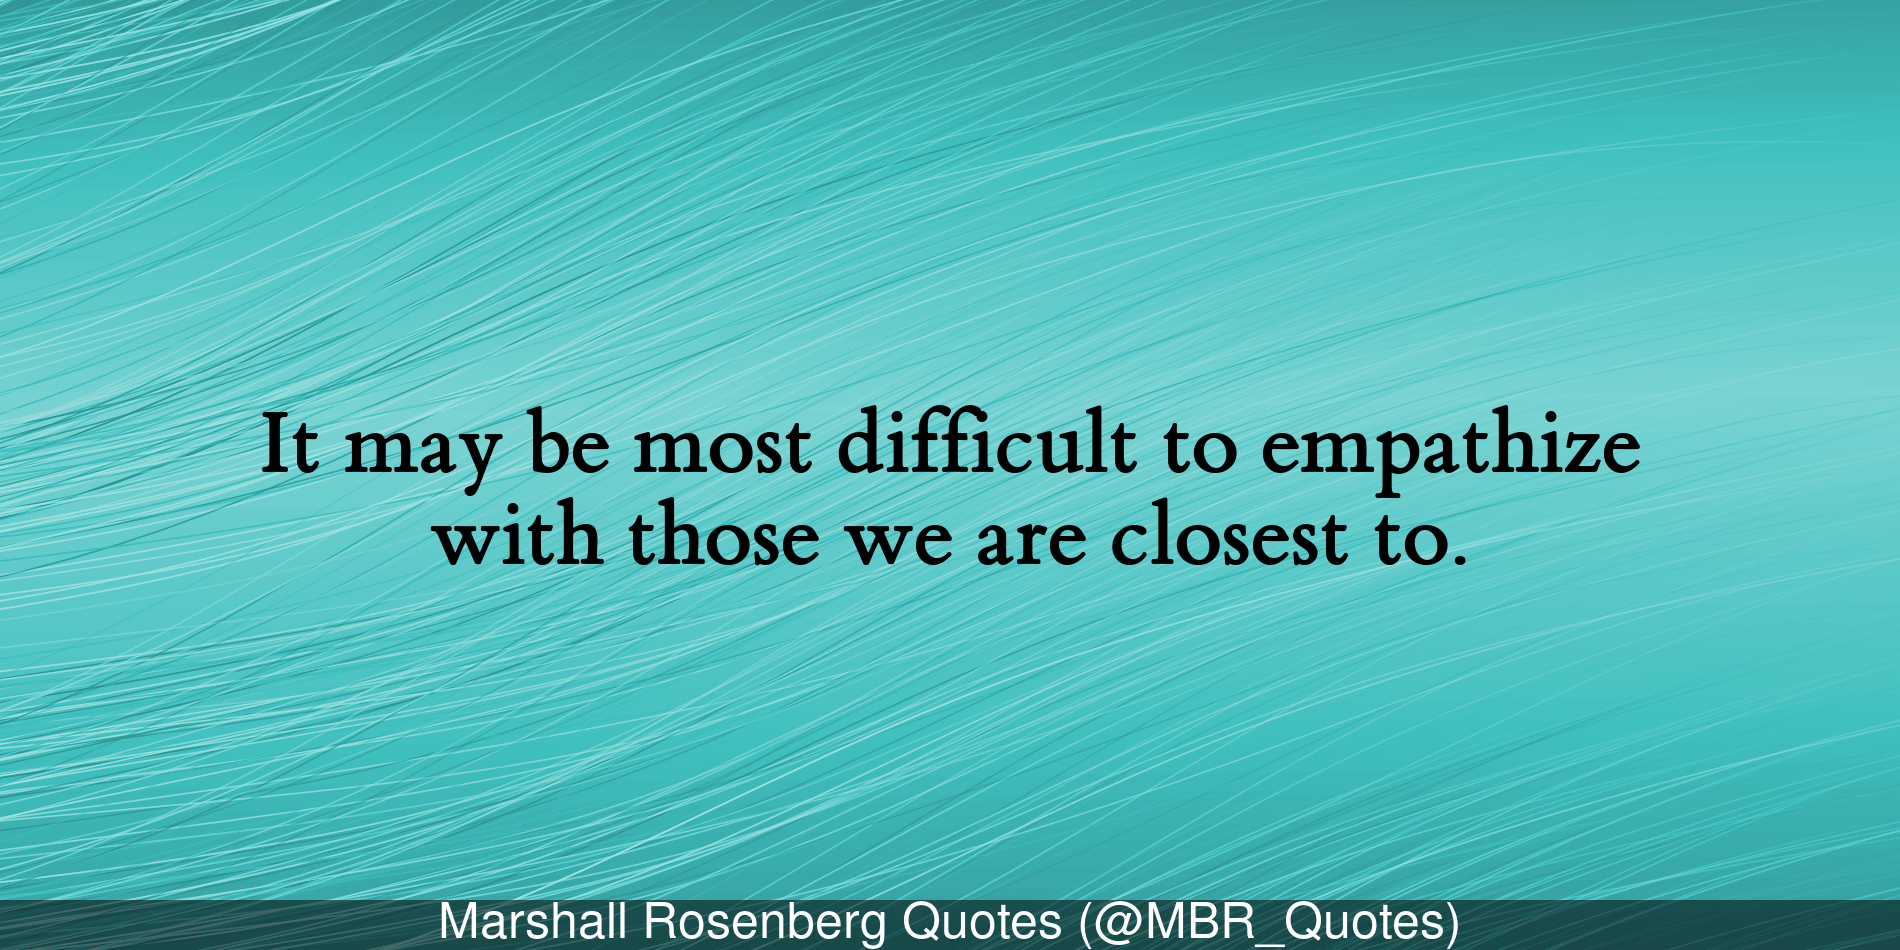 It may be most difficult to empathize
with those we are closest to.
Marshall Rosenberg Quotes (@MBR_Quotes)